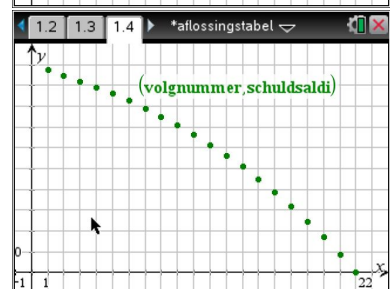 1.2 1.3 1.4 *aflossingstabel
y
(volgnummer,schuldsaldi)
0
x
-1 1 22